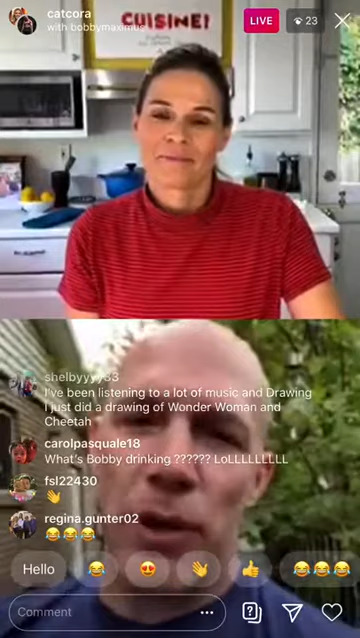 catcora
with bobbymaximus
LIVE
23
CUISINE!
shelbyyyy33
I've been listening to a lot of music and Drawing
I just did a drawing of Wonder Woman and
Cheetah
carolpasquale18
What's Bobby drinking ?????? LoLLLLLLLLL
fsl22430
👋
regina.gunter02
😂😂😂
Hello 😂 😍 👋 👍 😂😂😂
Comment